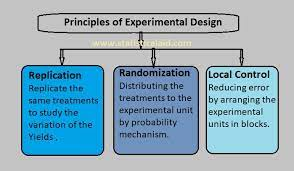 Principles of Experimental Design
www.statisticsaid.com
Replication
Replicate the
same treatments
to study the
variation of the
Yields .
Randomization
Distributing the
treatments to the
experimental unit
by probability
mechanism.
Local Control
Reducing error
by arranging the
experimental
units in blocks.